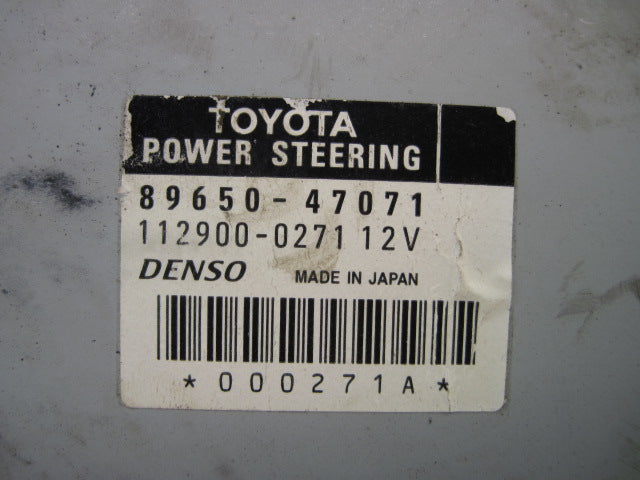 TOYOTA
POWER STEERING
89650-47071
112900-0271 12V
DENSO MADE IN JAPAN
*000271A*